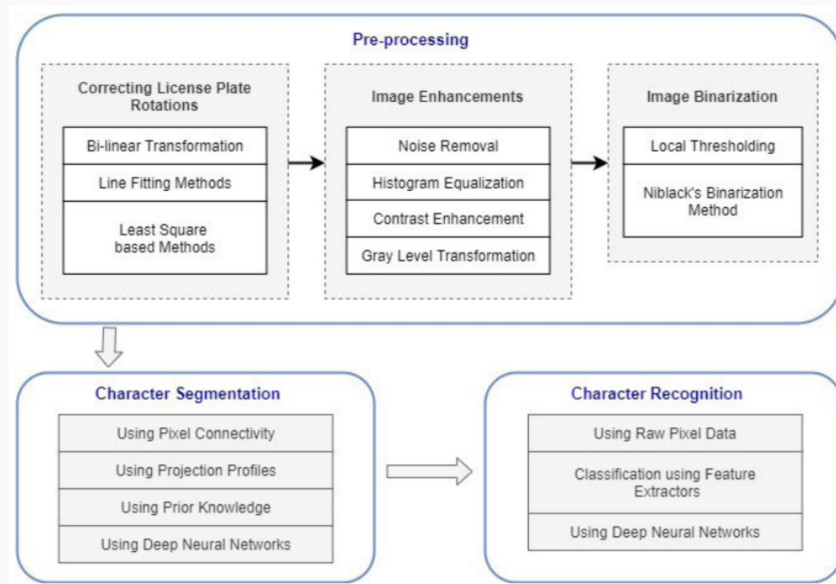 Pre-processing
Correcting License Plate
Rotations
Bi-linear Transformation
Line Fitting Methods
Least Square
based Methods
Image Enhancements
Noise Removal
Histogram Equalization
Contrast Enhancement
Gray Level Transformation
Image Binarization
Local Thresholding
Niblack's Binarization
Method
Character Segmentation
Using Pixel Connectivity
Using Projection Profiles
Using Prior Knowledge
Using Deep Neural Networks
Character Recognition
Using Raw Pixel Data
Classification using Feature
Extractors
Using Deep Neural Networks